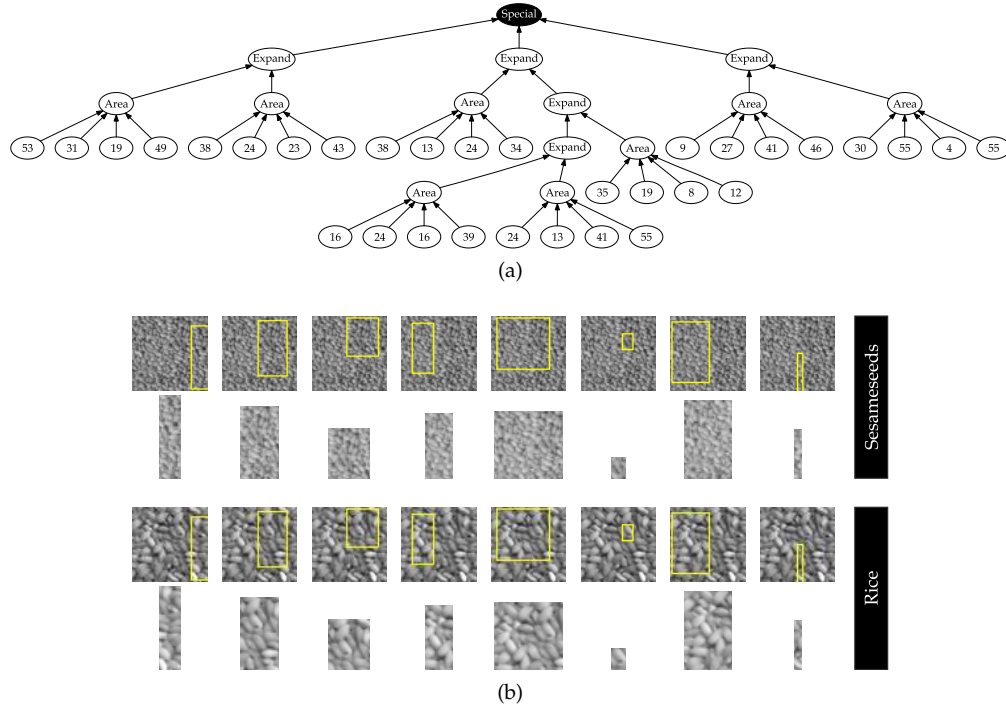 Special
Expand Expand Expand
Area Area Area Expand Area Area
53 31 19 49 38 24 23 43 38 13 24 34 Expand Area 9 27 41 46 30 55 4 55
Area Area 35 19 8 12
16 24 16 39 24 13 41 55
(a)
Sesameseeds
Rice
(b)